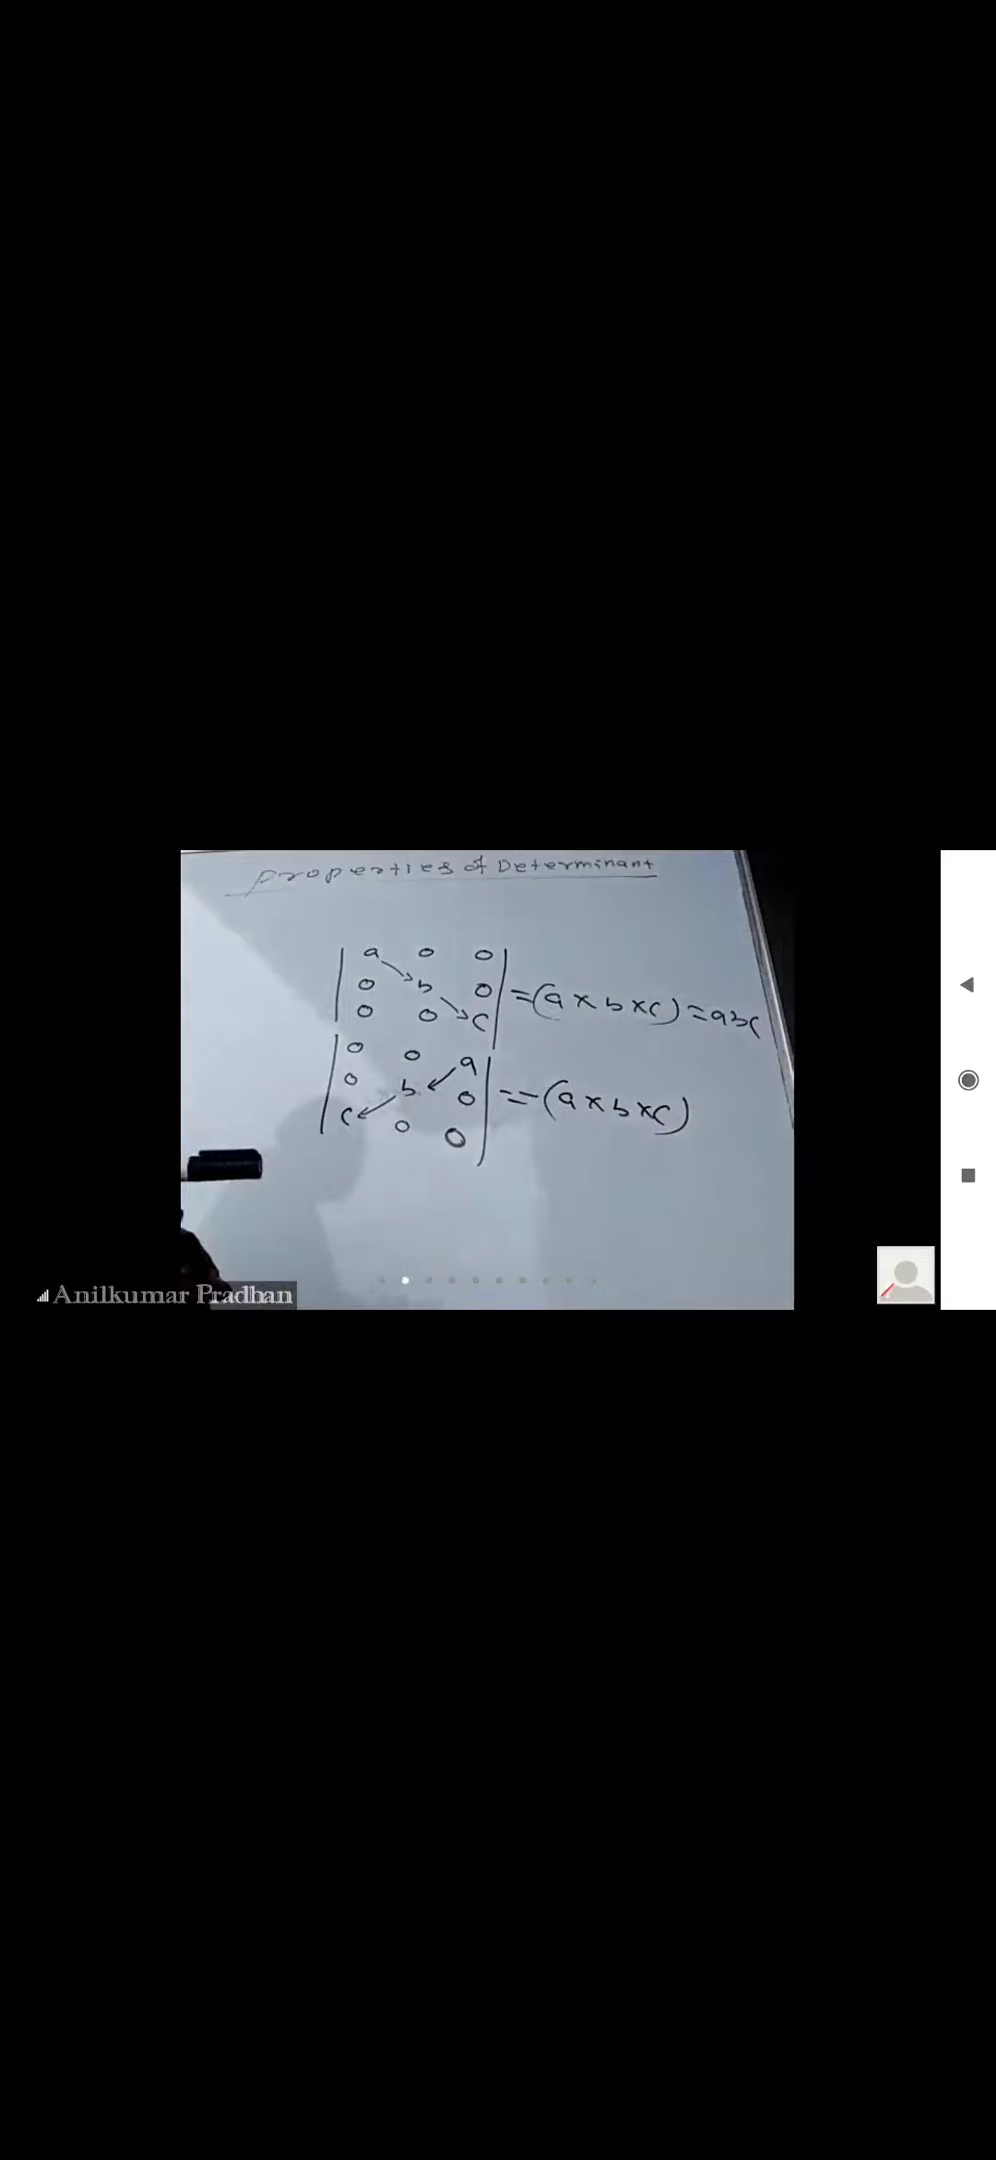 Properties of Determinant
| a 0 0 |
| 0 b 0 | = (a × b × c) = abc
| 0 0 c |
| 0 0 a |
| 0 b 0 | = -(a × b × c)
| c 0 0 |
Anilkumar Pradhan